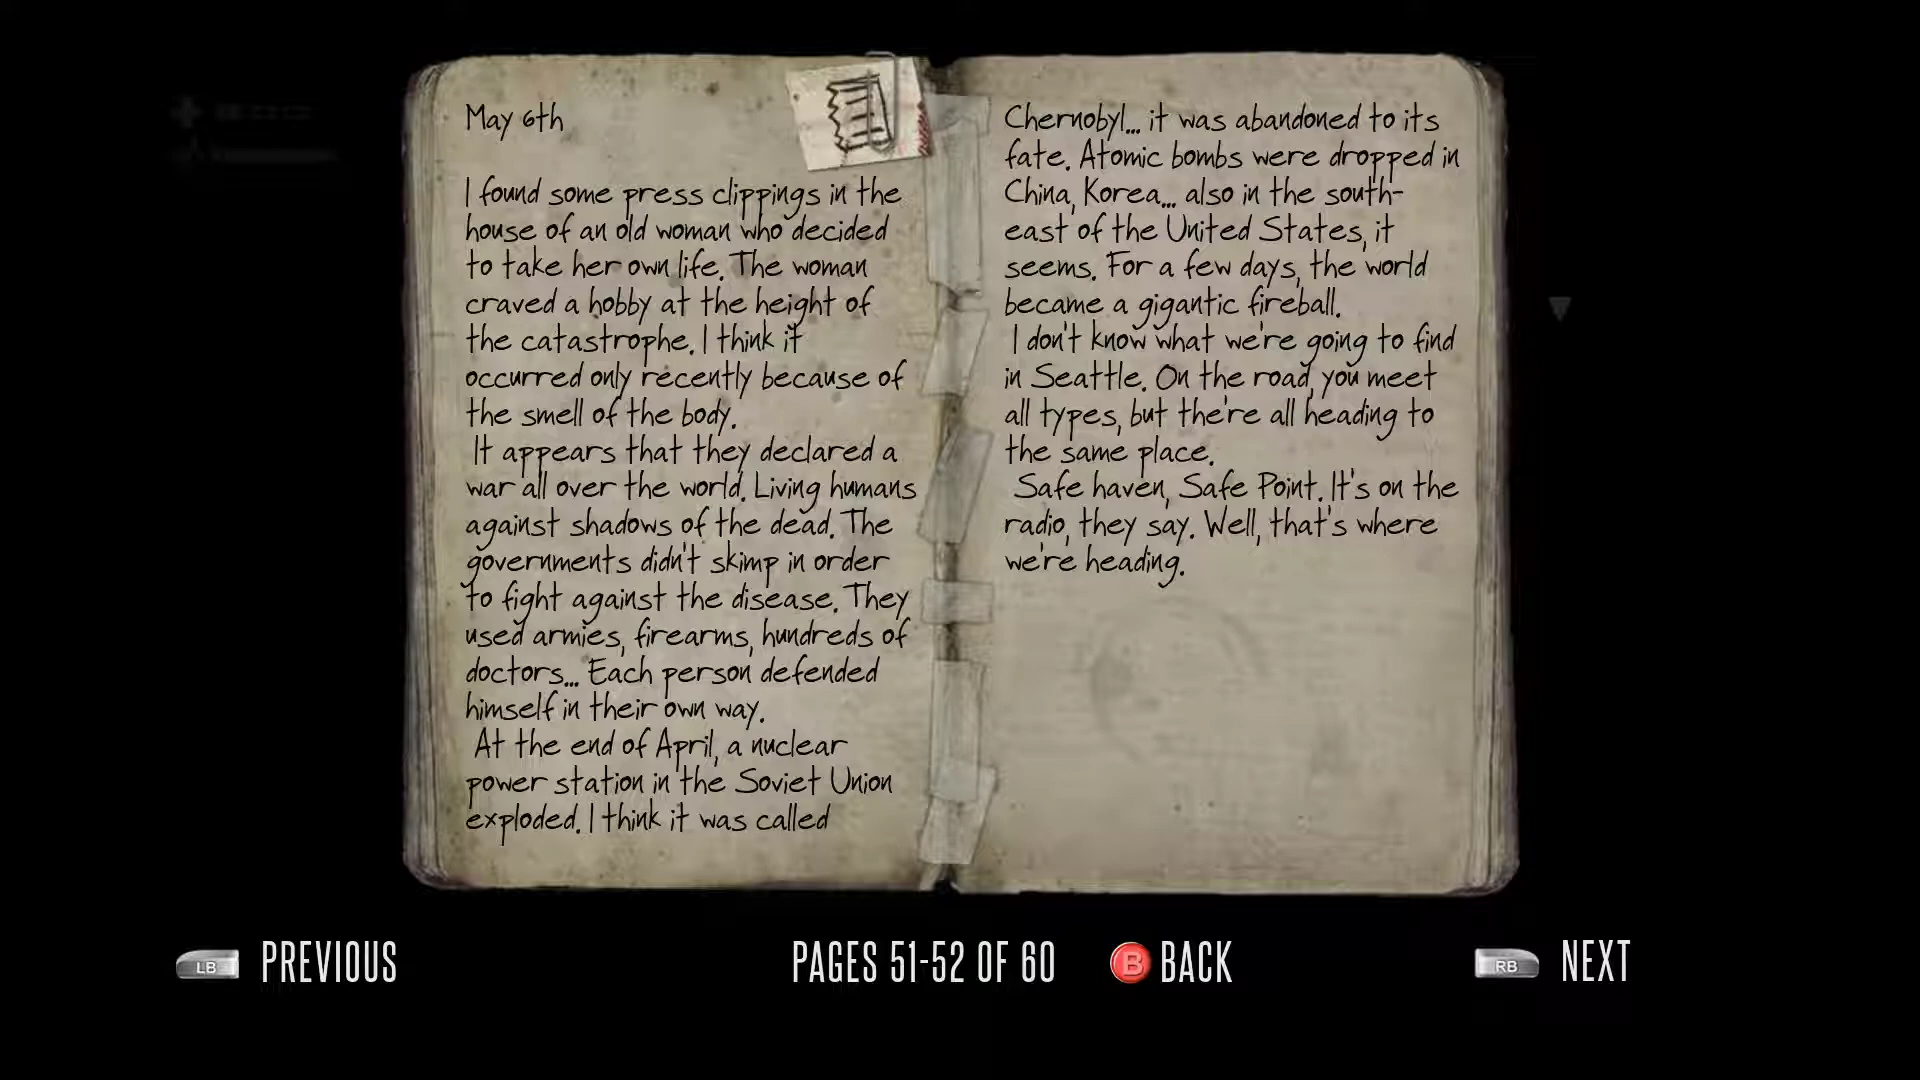 May 6th
I found some press clippings in the
house of an old woman who decided
to take her own life. The woman
craved a hobby at the height of
the catastrophe. I think it
occurred only recently because of
the smell of the body.
It appears that they declared a
war all over the world. Living humans
against shadows of the dead. The
governments didn't skimp in order
to fight against the disease. They
used armies, firearms, hundreds of
doctors... Each person defended
himself in their own way.
At the end of April, a nuclear
power station in the Soviet Union
exploded. I think it was called
Chernobyl... it was abandoned to its
fate. Atomic bombs were dropped in
China, Korea... also in the south-
east of the United States, it
seems. For a few days, the world
became a gigantic fireball.
I don't know what we're going to find
in Seattle. On the road, you meet
all types, but the're all heading to
the same place.
Safe haven, Safe Point. It's on the
radio, they say. Well, that's where
we're heading.
LB PREVIOUS
PAGES 51-52 OF 60
B BACK
RB NEXT